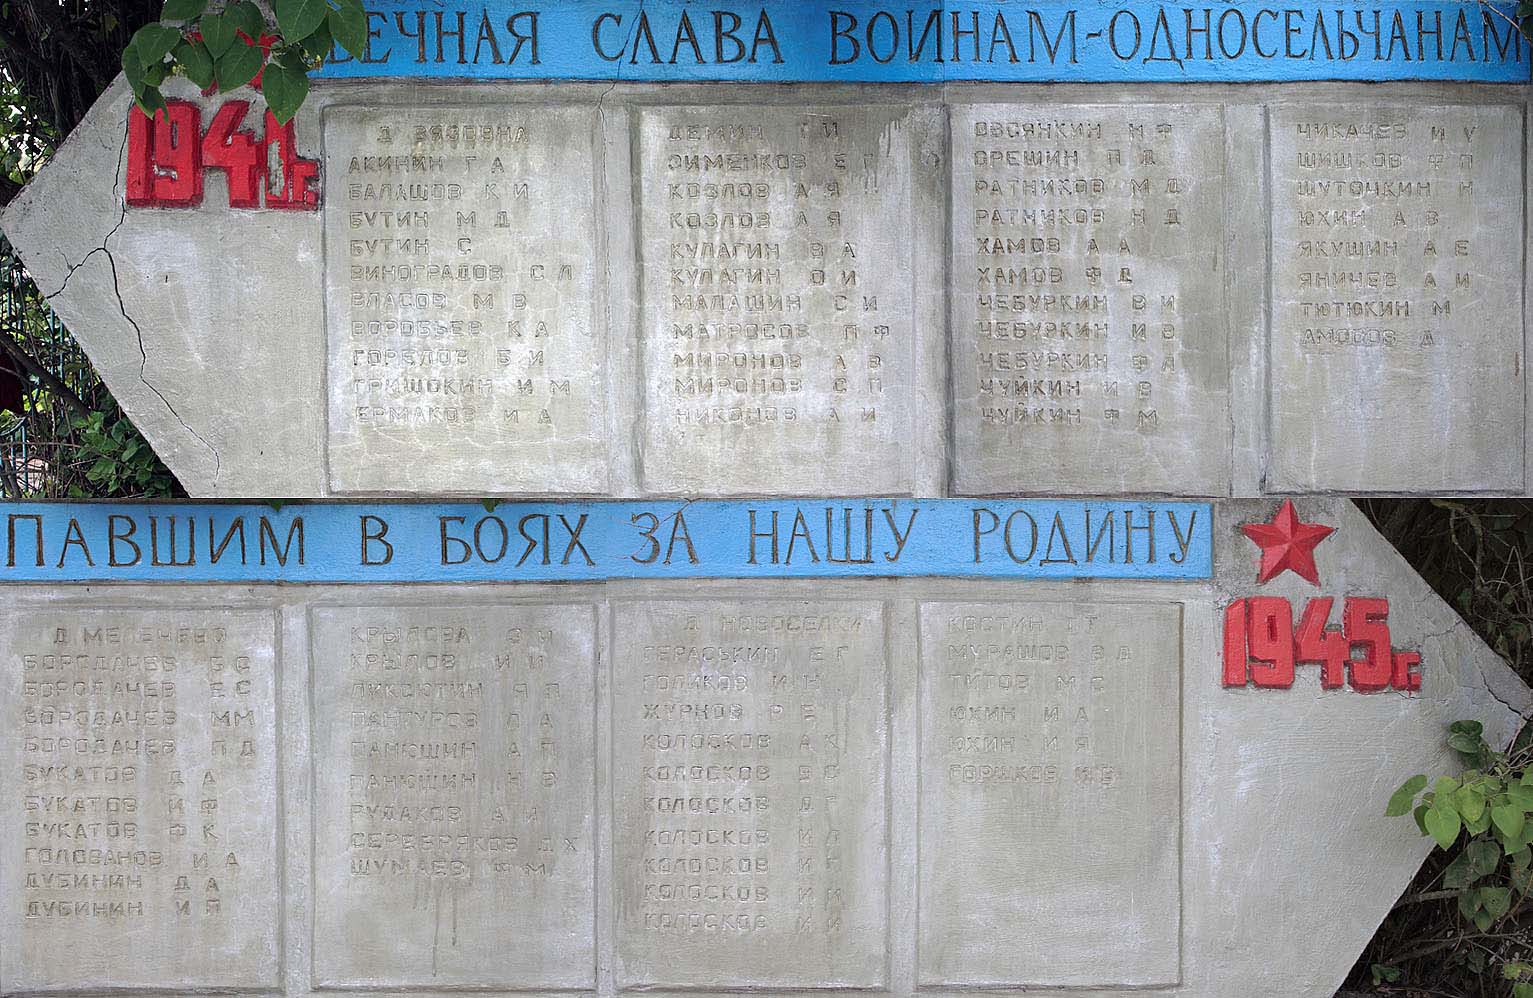 ВЕЧНАЯ СЛАВА ВОИНАМ-ОДНОСЕЛЬЧАНАМ
1941г.
Д ВЯЗОВНА
АКИНИН Г А
БАЛАШОВ К И
БУТИН М Д
БУТИН С
ВИНОГРАДОВ С Л
ВЛАСОВ М В
ВОРОБЬЕВ К А
ГОРЕЛОВ Б И
ГРИШОКИН И М
ЕРМАКОВ И А
ДЕМИН Г И
ЗИМЕНКОВ Е Г
КОЗЛОВ А Я
КОЗЛОВ А Я
КУЛАГИН В А
КУЛАГИН О И
МАЛАШИН С И
МАТРОСОВ П Ф
МИРОНОВ А В
МИРОНОВ С П
НИКОНОВ А И
ОВСЯНКИН Н Ф
ОРЕШИН П Д
РАТНИКОВ М Д
РАТНИКОВ Н Д
ХАМОВ А А
ХАМОВ Ф Д
ЧЕБУРКИН В И
ЧЕБУРКИН И В
ЧЕБУРКИН Ф А
ЧУЙКИН И В
ЧУЙКИН Ф М
ЧИКАЧЕВ И У
ШИШКОВ Ф П
ШУТОЧКИН Н
ЮХИН А В
ЯКУШИН А Е
ЯНИЧЕВ А И
ТЮТЮКИН М
АМОСОВ Д
ПАВШИМ В БОЯХ ЗА НАШУ РОДИНУ
1945г.
Д МЕЛЕЧЕВО
БОРОДАЧЕВ Б С
БОРОДАЧЕВ Е С
БОРОДАЧЕВ М М
БОРОДАЧЕВ П Д
БУКАТОВ Д А
БУКАТОВ И Ф
БУКАТОВ Ф К
ГОЛОВАНОВ И А
ДУБИНИН Д А
ДУБИНИН И П
КРЫЛОВА З М
КРЫЛОВ И И
ЛИКСЮТИН Я П
ПАНГУРОВ Л А
ПАНЮШИН А П
ПАНЮШИН Н В
РУДАКОВ А И
СЕРЕБРЯКОВ Д Х
ШУМАЕВ Ф М
Д НОВОСЕЛКИ
ГЕРАСЬКИН Е Г
ГОЛИКОВ И Н
ЖУРНОВ Р Е
КОЛОСКОВ А К
КОЛОСКОВ В С
КОЛОСКОВ Д Г
КОЛОСКОВ И Д
КОЛОСКОВ И Г
КОЛОСКОВ И И
КОЛОСКОВ И И
КОСТИН Т Т
МУРАШОВ В Д
ТИТОВ М С
ЮХИН И А
ЮХИН И Я
ГОРШКОВ И В